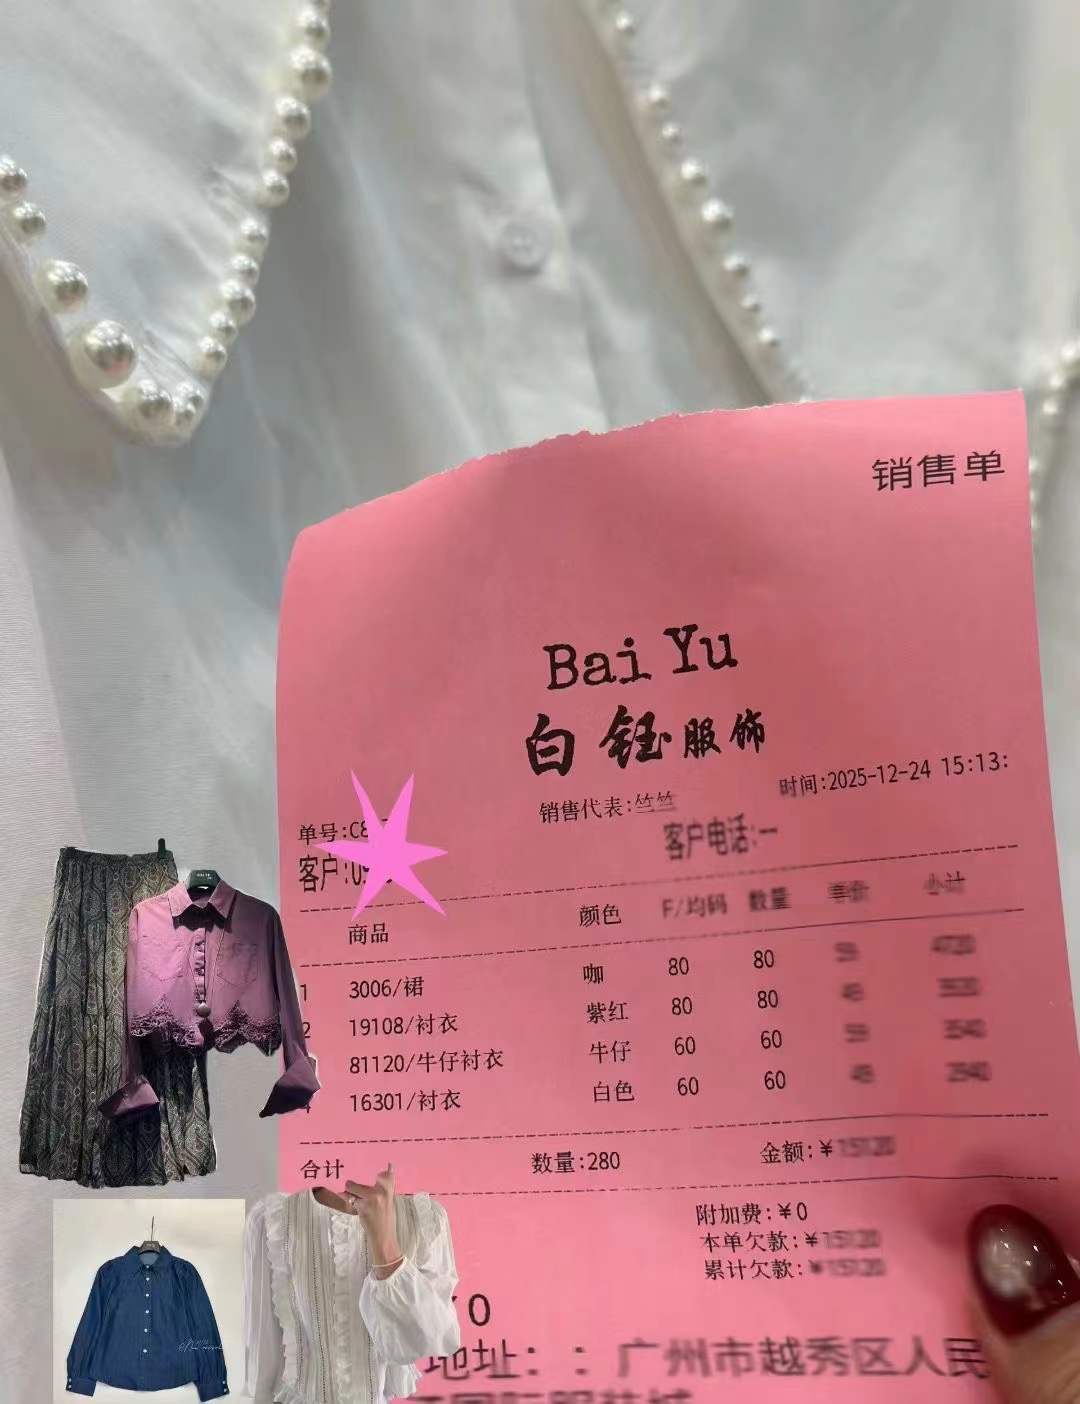 销售单
Bai Yu
白钰服饰
销售代表:竺竺 时间:2025-12-24 15:13:
单号:C8
客户:0 客户电话:一
商品 颜色 F/均码 数量 单价 小计
1 3006/裙 咖 80 80
2 19108/衬衣 紫红 80 80
81120/牛仔衬衣 牛仔 60 60
16301/衬衣 白色 60 60
合计 数量:280 金额:¥
附加费:¥0
本单欠款:¥
累计欠款:¥
0
地址：：广州市越秀区人民